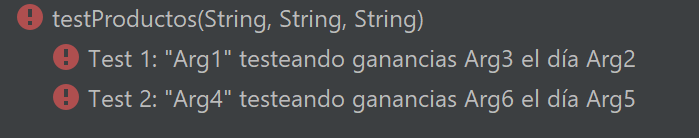 testProductos(String, String, String)
Test 1: "Arg1" testeando ganancias Arg3 el día Arg2
Test 2: "Arg4" testeando ganancias Arg6 el día Arg5